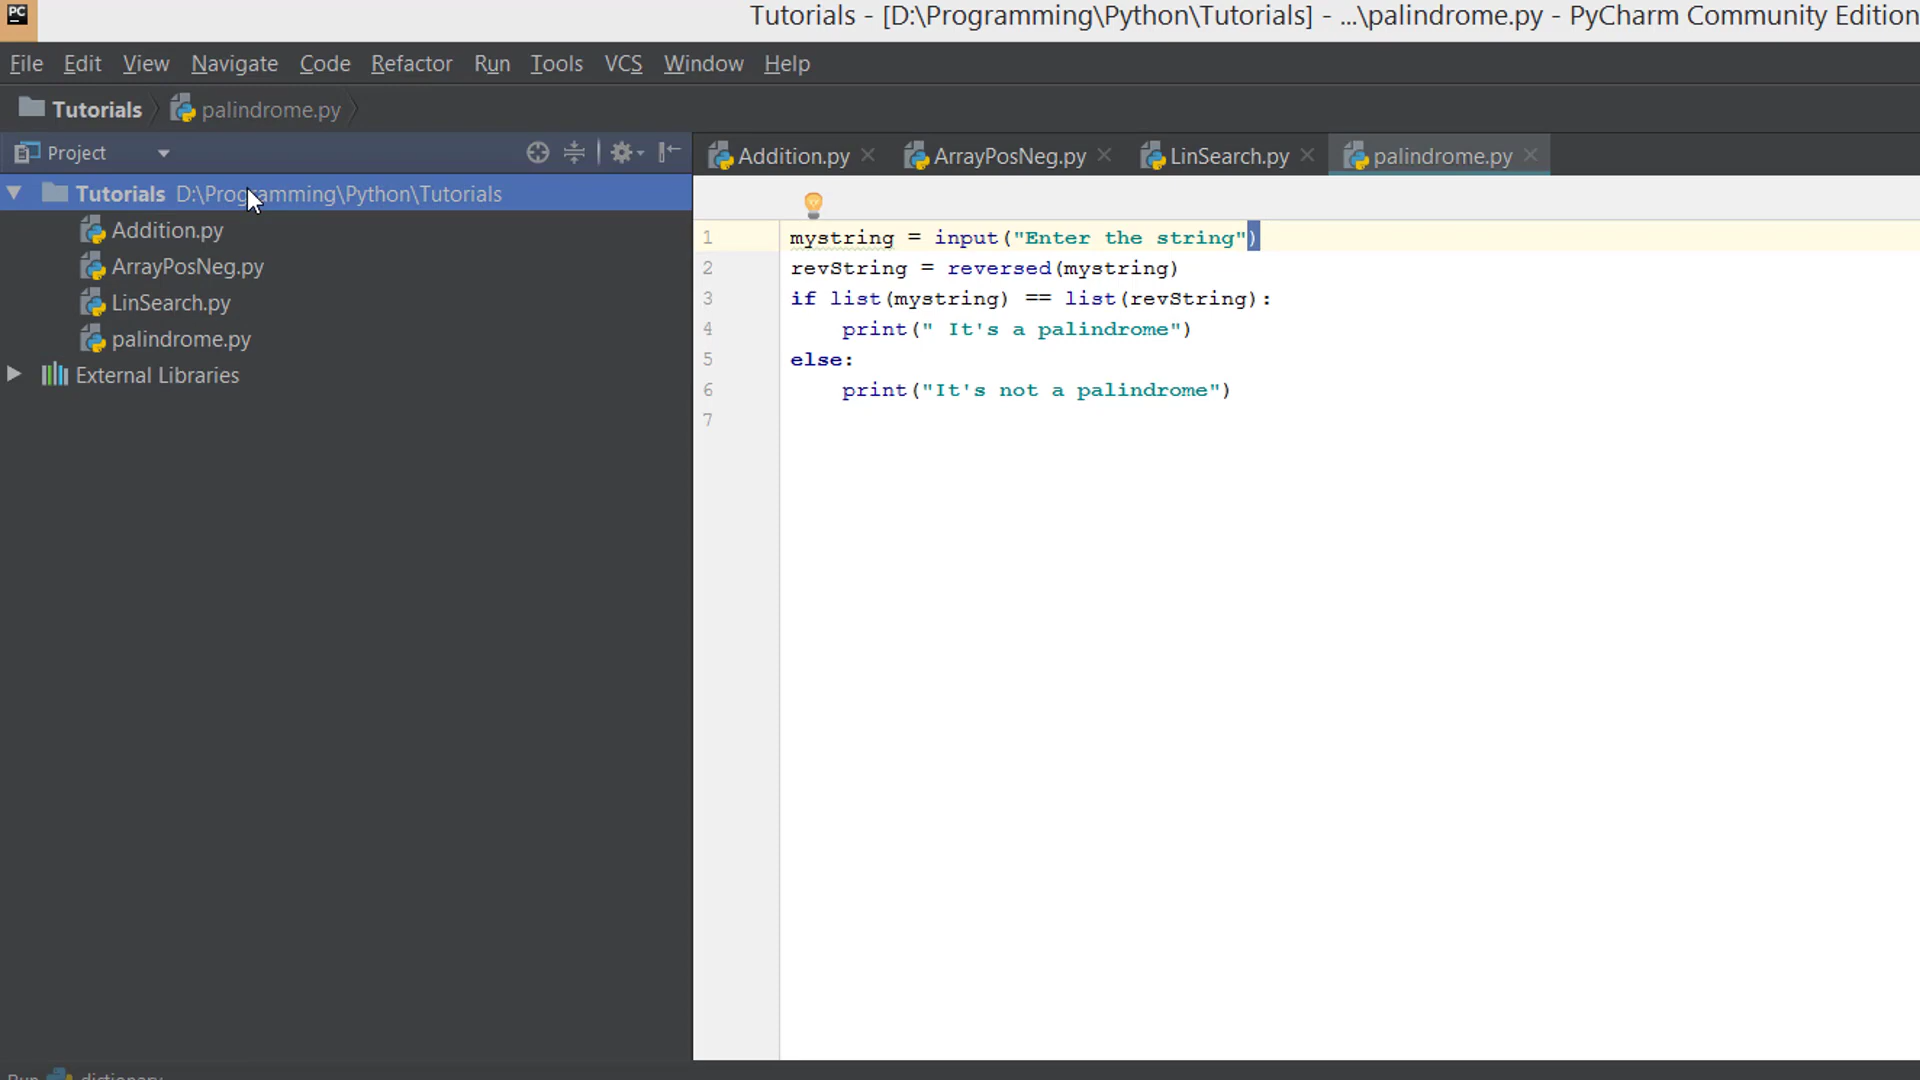 PC
Tutorials - [D:\Programming\Python\Tutorials] - ...\palindrome.py - PyCharm Community Edition
File Edit View Navigate Code Refactor Run Tools VCS Window Help
Tutorials palindrome.py
Project
Addition.py ArrayPosNeg.py LinSearch.py palindrome.py
Tutorials D:\Programming\Python\Tutorials
Addition.py
ArrayPosNeg.py
LinSearch.py
palindrome.py
External Libraries
1 mystring = input("Enter the string")
2 revString = reversed(mystring)
3 if list(mystring) == list(revString):
4     print(" It's a palindrome")
5 else:
6     print("It's not a palindrome")
7
Run dictionary